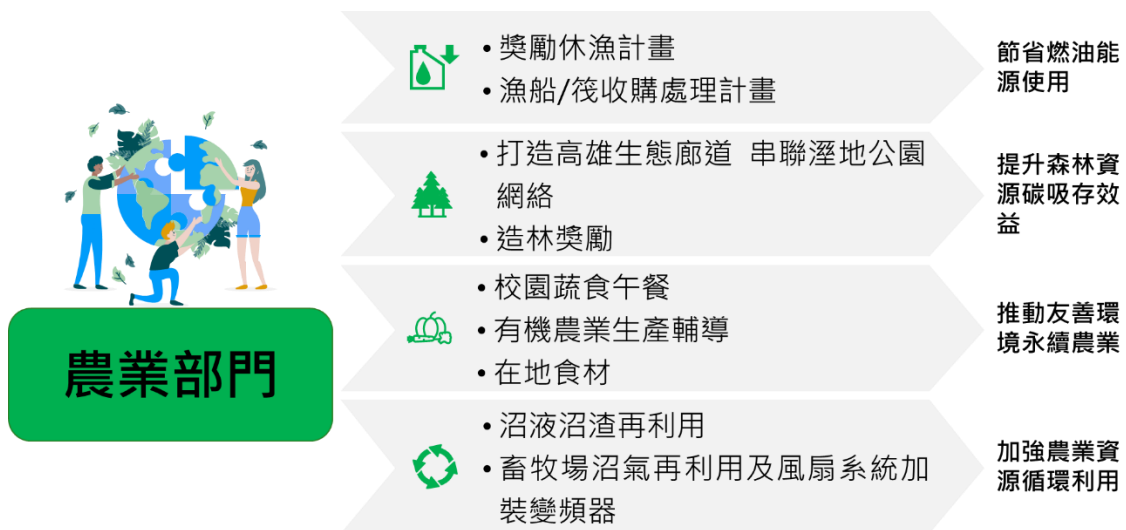 • 獎勵休漁計畫
• 漁船/筏收購處理計畫
節省燃油能
源使用
• 打造高雄生態廊道 串聯溼地公園
網絡
• 造林獎勵
提升森林資
源碳吸存效
益
農業部門
• 校園蔬食午餐
• 有機農業生產輔導
• 在地食材
推動友善環
境永續農業
• 沼液沼渣再利用
• 畜牧場沼氣再利用及風扇系統加
裝變頻器
加強農業資
源循環利用